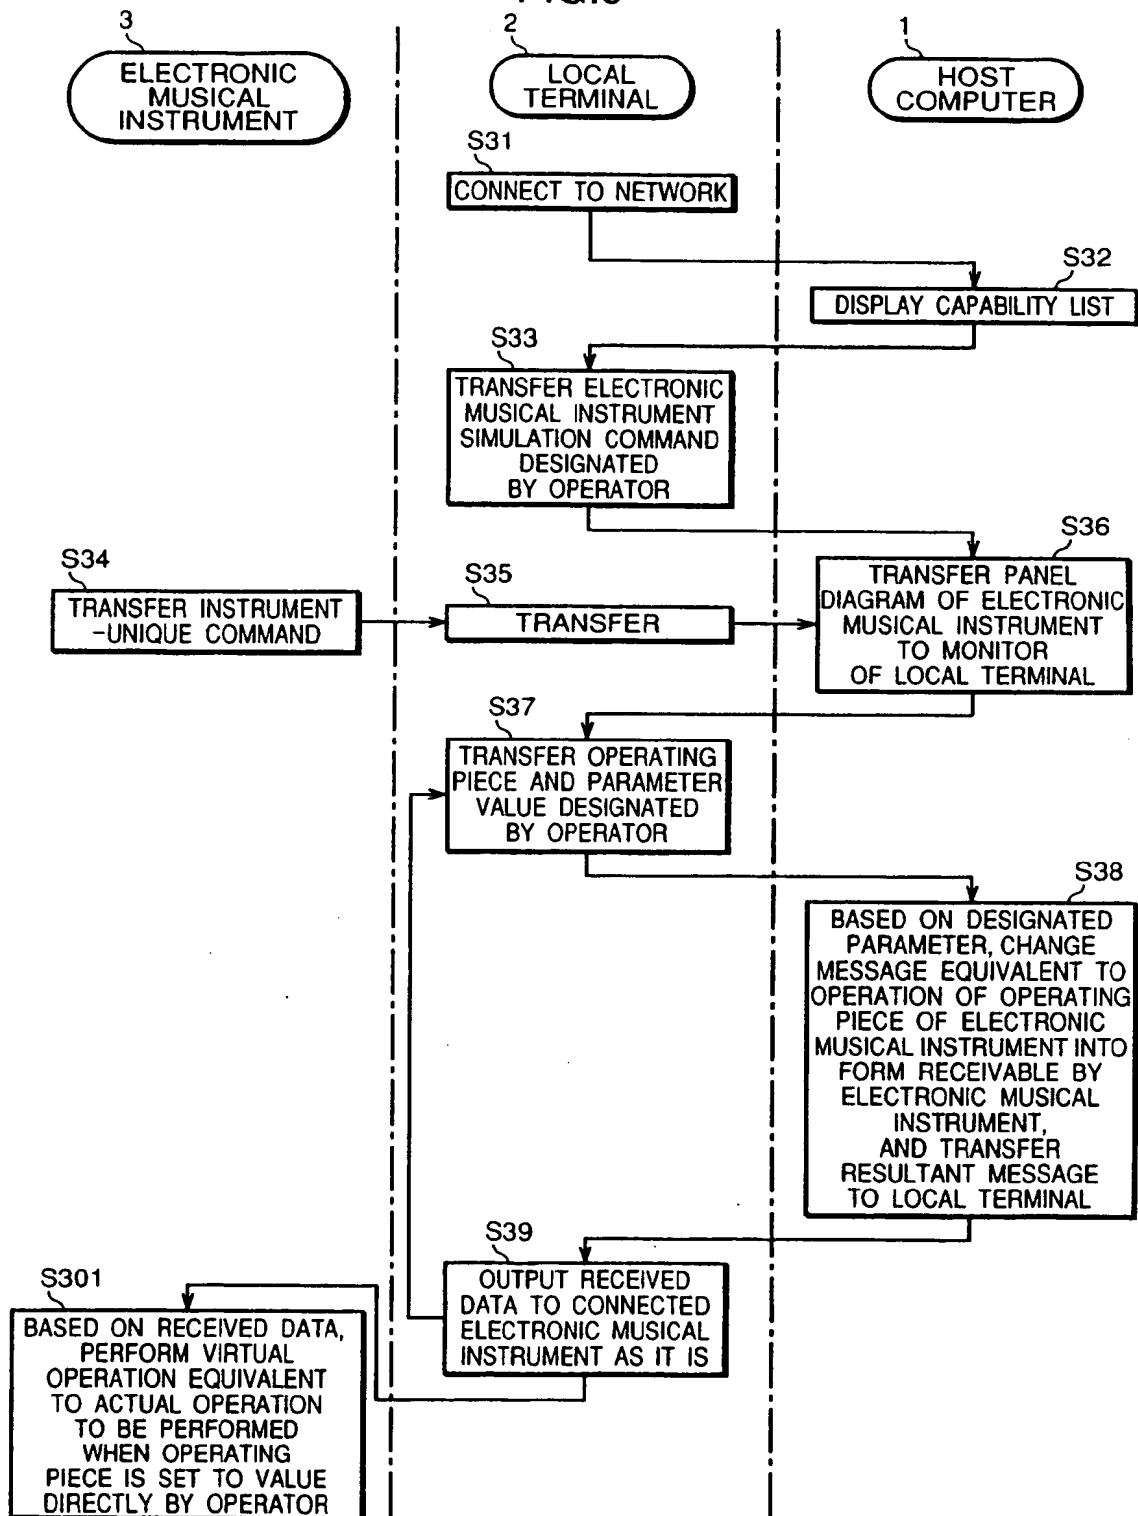 3
ELECTRONIC
MUSICAL
INSTRUMENT
2
LOCAL
TERMINAL
1
HOST
COMPUTER
S31
CONNECT TO NETWORK
S32
DISPLAY CAPABILITY LIST
S33
TRANSFER ELECTRONIC
MUSICAL INSTRUMENT
SIMULATION COMMAND
DESIGNATED
BY OPERATOR
S34
TRANSFER INSTRUMENT
-UNIQUE COMMAND
S35
TRANSFER
S36
TRANSFER PANEL
DIAGRAM OF ELECTRONIC
MUSICAL INSTRUMENT
TO MONITOR
OF LOCAL TERMINAL
S37
TRANSFER OPERATING
PIECE AND PARAMETER
VALUE DESIGNATED
BY OPERATOR
S38
BASED ON DESIGNATED
PARAMETER, CHANGE
MESSAGE EQUIVALENT TO
OPERATION OF OPERATING
PIECE OF ELECTRONIC
MUSICAL INSTRUMENT INTO
FORM RECEIVABLE BY
ELECTRONIC MUSICAL
INSTRUMENT,
AND TRANSFER
RESULTANT MESSAGE
TO LOCAL TERMINAL
S39
OUTPUT RECEIVED
DATA TO CONNECTED
ELECTRONIC MUSICAL
INSTRUMENT AS IT IS
S301
BASED ON RECEIVED DATA,
PERFORM VIRTUAL
OPERATION EQUIVALENT
TO ACTUAL OPERATION
TO BE PERFORMED
WHEN OPERATING
PIECE IS SET TO VALUE
DIRECTLY BY OPERATOR